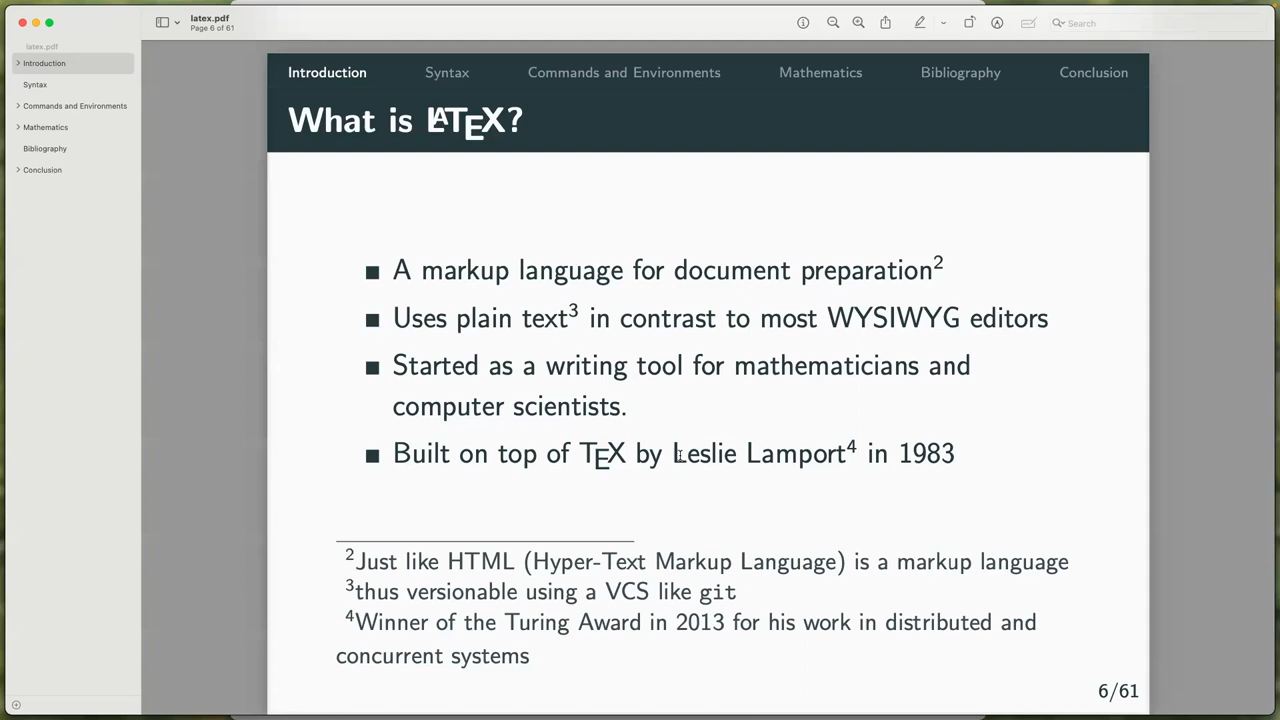 latex.pdf
Page 6 of 61
Search
latex.pdf
Introduction
Syntax
Commands and Environments
Mathematics
Bibliography
Conclusion
Introduction Syntax Commands and Environments Mathematics Bibliography Conclusion
What is LATEX?
■ A markup language for document preparation²
■ Uses plain text³ in contrast to most WYSIWYG editors
■ Started as a writing tool for mathematicians and
computer scientists.
■ Built on top of TEX by Leslie Lamport⁴ in 1983
²Just like HTML (Hyper-Text Markup Language) is a markup language
³thus versionable using a VCS like git
⁴Winner of the Turing Award in 2013 for his work in distributed and
concurrent systems
6/61